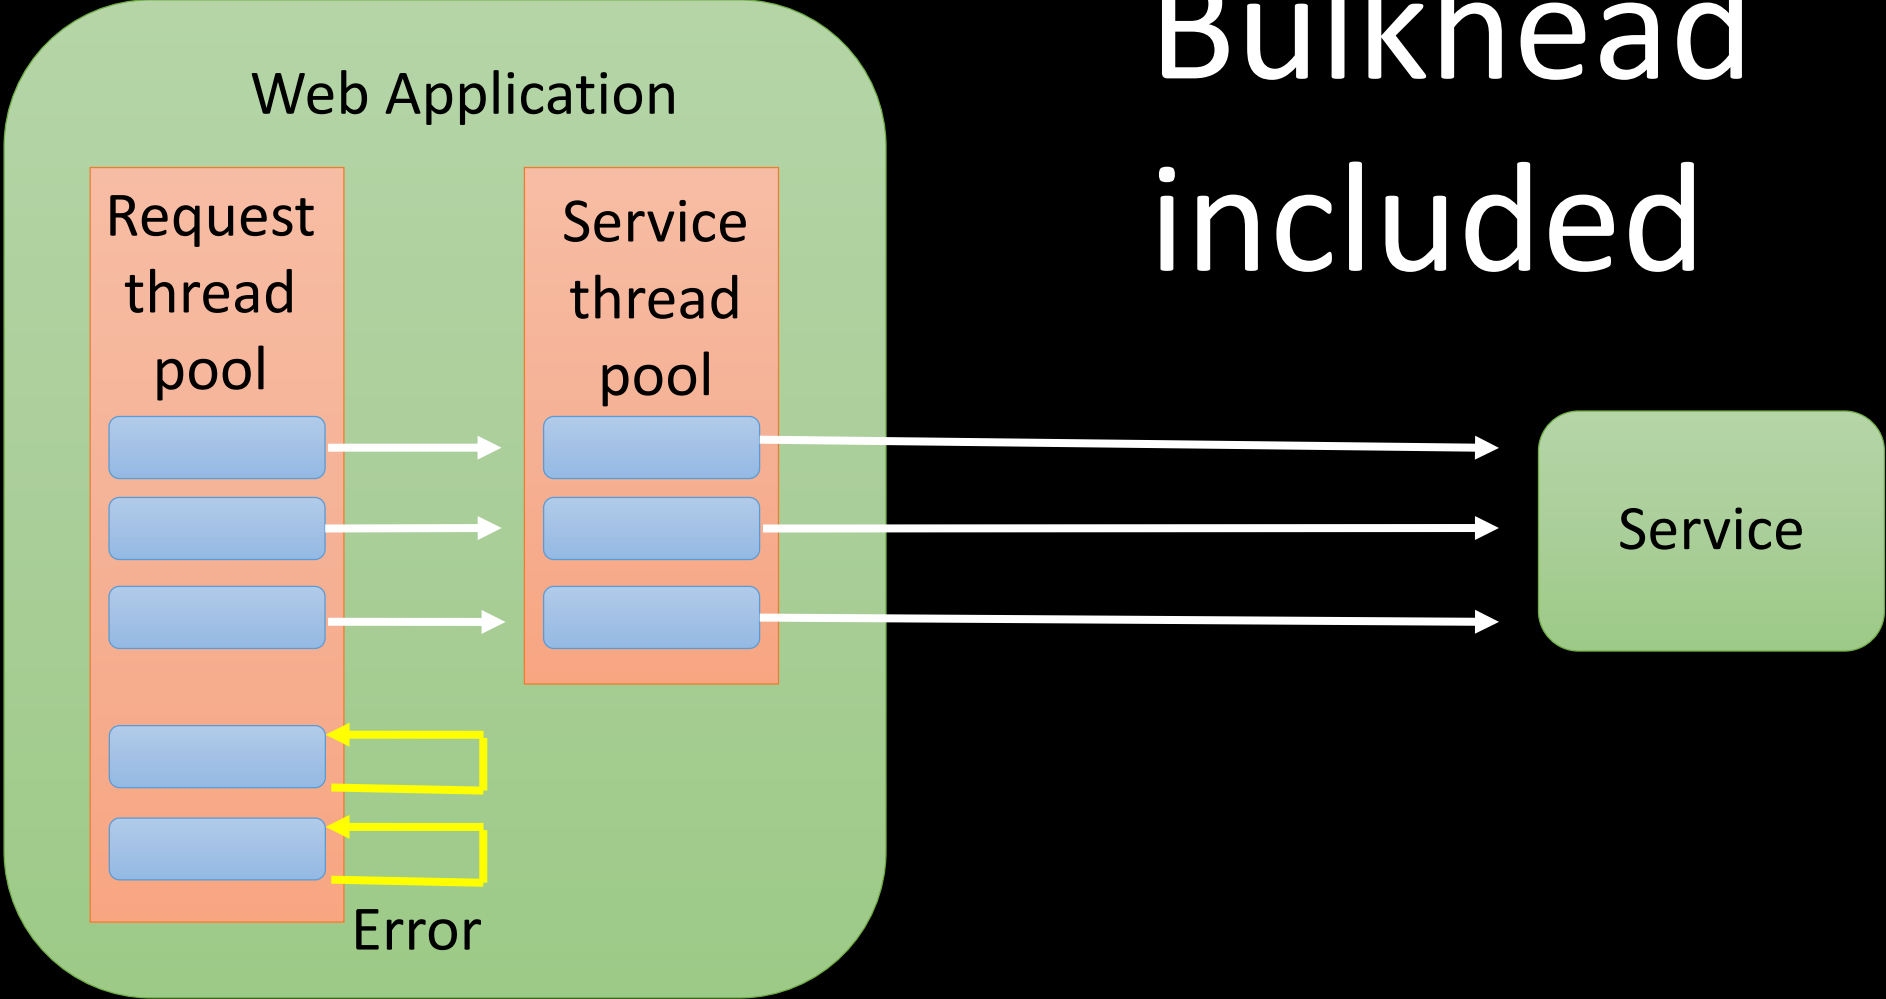 Bulkhead
included
Web Application
Request
thread
pool
Service
thread
pool
Service
Error